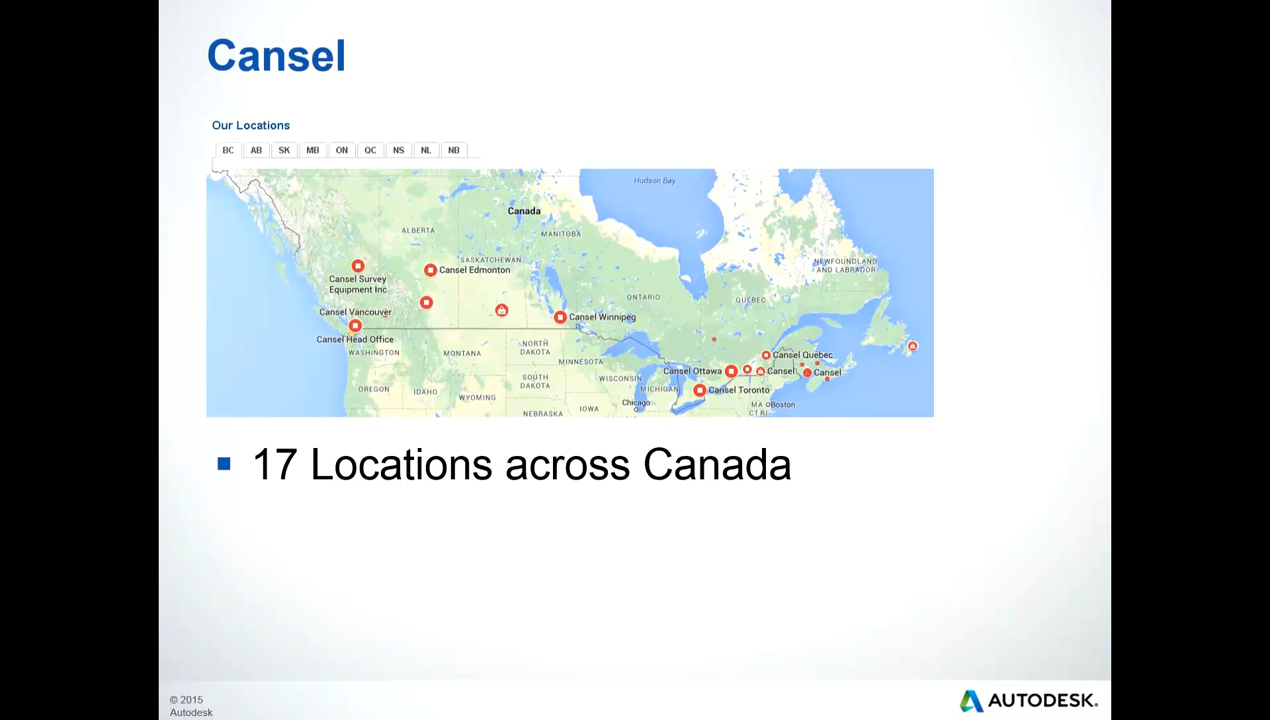 Cansel
Our Locations
BC AB SK MB ON QC NS NL NB
Hudson Bay
Canada
ALBERTA
MANITOBA
SASKATCHEWAN
NEWFOUNDLAND
AND LABRADOR
Cansel Edmonton
Cansel Survey
Equipment Inc
ONTARIO
QUEBEC
Cansel Vancouver
Cansel Winnipeg
Cansel Head Office
WASHINGTON
MONTANA
NORTH
DAKOTA
MINNESOTA
Cansel Quebec
Cansel Ottawa
Cansel
Cansel
SOUTH
DAKOTA
WISCONSIN
MICHIGAN
OREGON
IDAHO
WYOMING
Cansel Toronto
Chicago
IOWA
NEBRASKA
MA
Boston
CT RI
17 Locations across Canada
© 2015
Autodesk
AUTODESK.